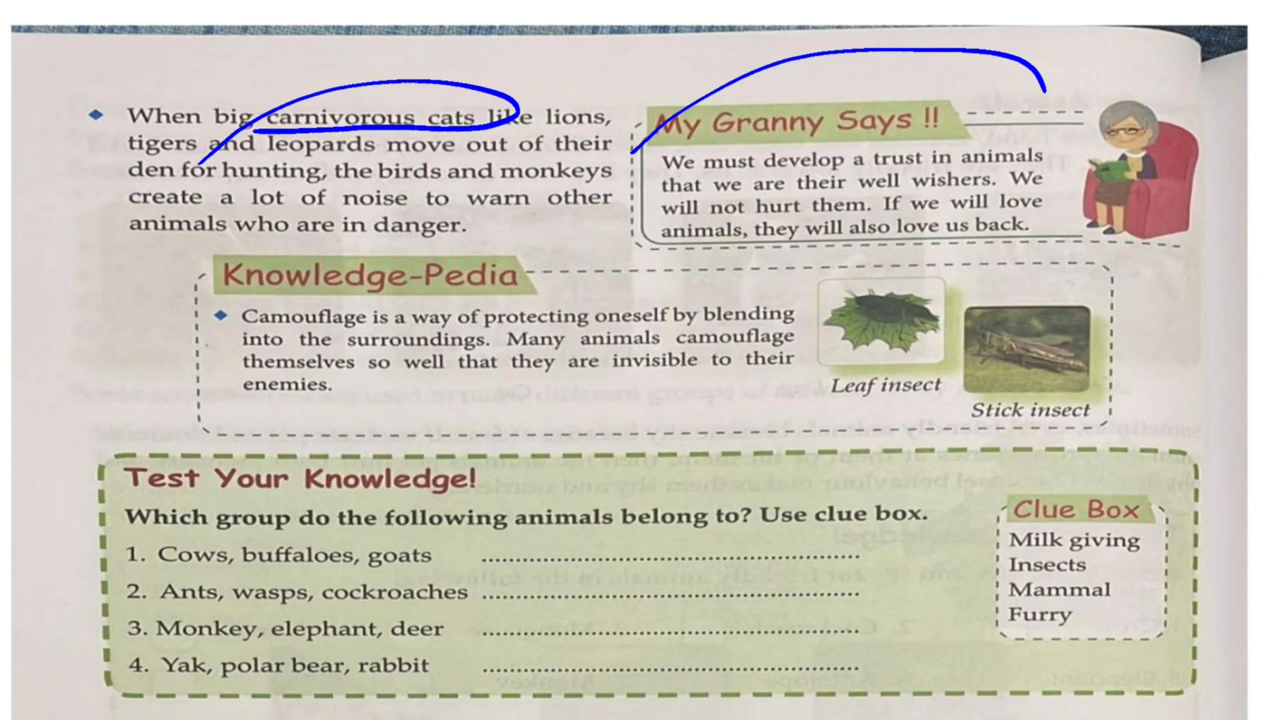 When big carnivorous cats like lions,
tigers and leopards move out of their
den for hunting, the birds and monkeys
create a lot of noise to warn other
animals who are in danger.
My Granny Says !!
We must develop a trust in animals
that we are their well wishers. We
will not hurt them. If we will love
animals, they will also love us back.
Knowledge-Pedia
Camouflage is a way of protecting oneself by blending
into the surroundings. Many animals camouflage
themselves so well that they are invisible to their
enemies.
Leaf insect
Stick insect
Test Your Knowledge!
Which group do the following animals belong to? Use clue box.
1. Cows, buffaloes, goats ................................................
2. Ants, wasps, cockroaches ................................................
3. Monkey, elephant, deer ................................................
4. Yak, polar bear, rabbit ................................................
Clue Box
Milk giving
Insects
Mammal
Furry